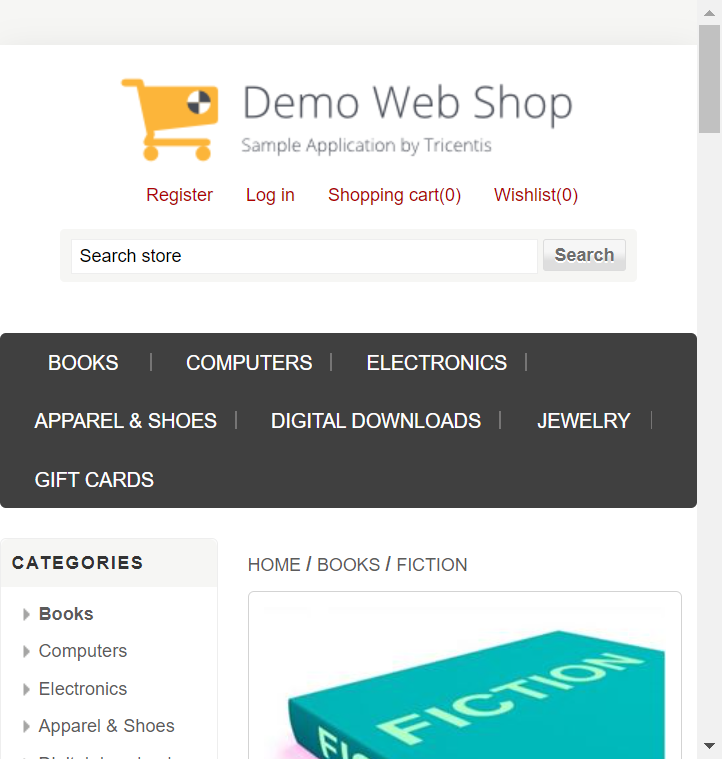 Demo Web Shop
Sample Application by Tricentis
Register Log in Shopping cart(0) Wishlist(0)
Search store Search
BOOKS COMPUTERS ELECTRONICS
APPAREL & SHOES DIGITAL DOWNLOADS JEWELRY
GIFT CARDS
CATEGORIES
Books
Computers
Electronics
Apparel & Shoes
HOME / BOOKS / FICTION
FICTION